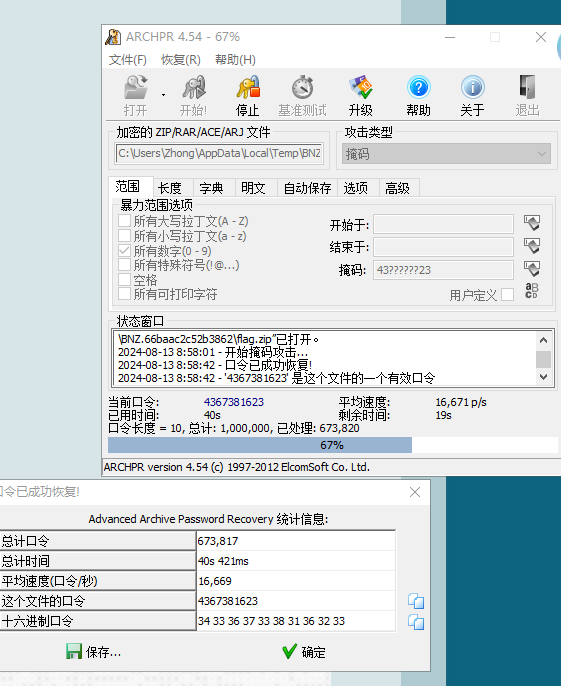 ARCHPR 4.54 - 67%
文件(F) 恢复(R) 帮助(H)
打开 开始! 停止 基准测试 升级 帮助 关于 退出
加密的 ZIP/RAR/ACE/ARJ 文件 攻击类型
C:\Users\Zhong\AppData\Local\Temp\BNZ 掩码
范围 长度 字典 明文 自动保存 选项 高级
暴力范围选项
所有大写拉丁文(A - Z) 开始于:
所有小写拉丁文(a - z) 结束于:
所有数字(0 - 9)
所有特殊符号(!@...) 掩码: 43??????23
空格
所有可打印字符 用户定义
状态窗口
\BNZ.66baac2c52b3862\flag.zip"已打开。
2024-08-13 8:58:01 - 开始掩码攻击...
2024-08-13 8:58:42 - 口令已成功恢复!
2024-08-13 8:58:42 - '4367381623' 是这个文件的一个有效口令
当前口令: 4367381623 平均速度: 16,671 p/s
已用时间: 40s 剩余时间: 19s
口令长度 = 10, 总计: 1,000,000, 已处理: 673,820
67%
ARCHPR version 4.54 (c) 1997-2012 ElcomSoft Co. Ltd.
口令已成功恢复!
Advanced Archive Password Recovery 统计信息:
总计口令 673,817
总计时间 40s 421ms
平均速度(口令/秒) 16,669
这个文件的口令 4367381623
十六进制口令 34 33 36 37 33 38 31 36 32 33
保存... 确定